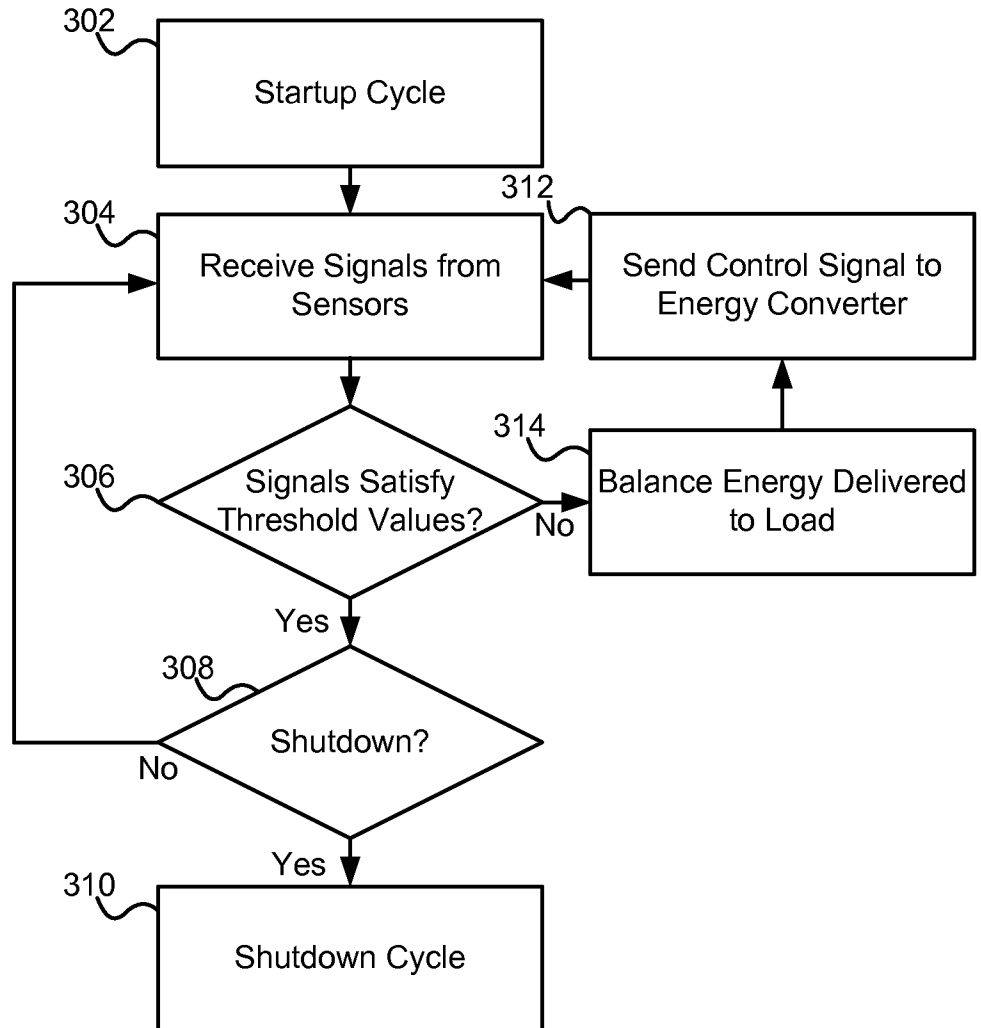 302
Startup Cycle
304
Receive Signals from
Sensors
312
Send Control Signal to
Energy Converter
306
Signals Satisfy
Threshold Values?
No
314
Balance Energy Delivered
to Load
Yes
308
Shutdown?
No
Yes
310
Shutdown Cycle